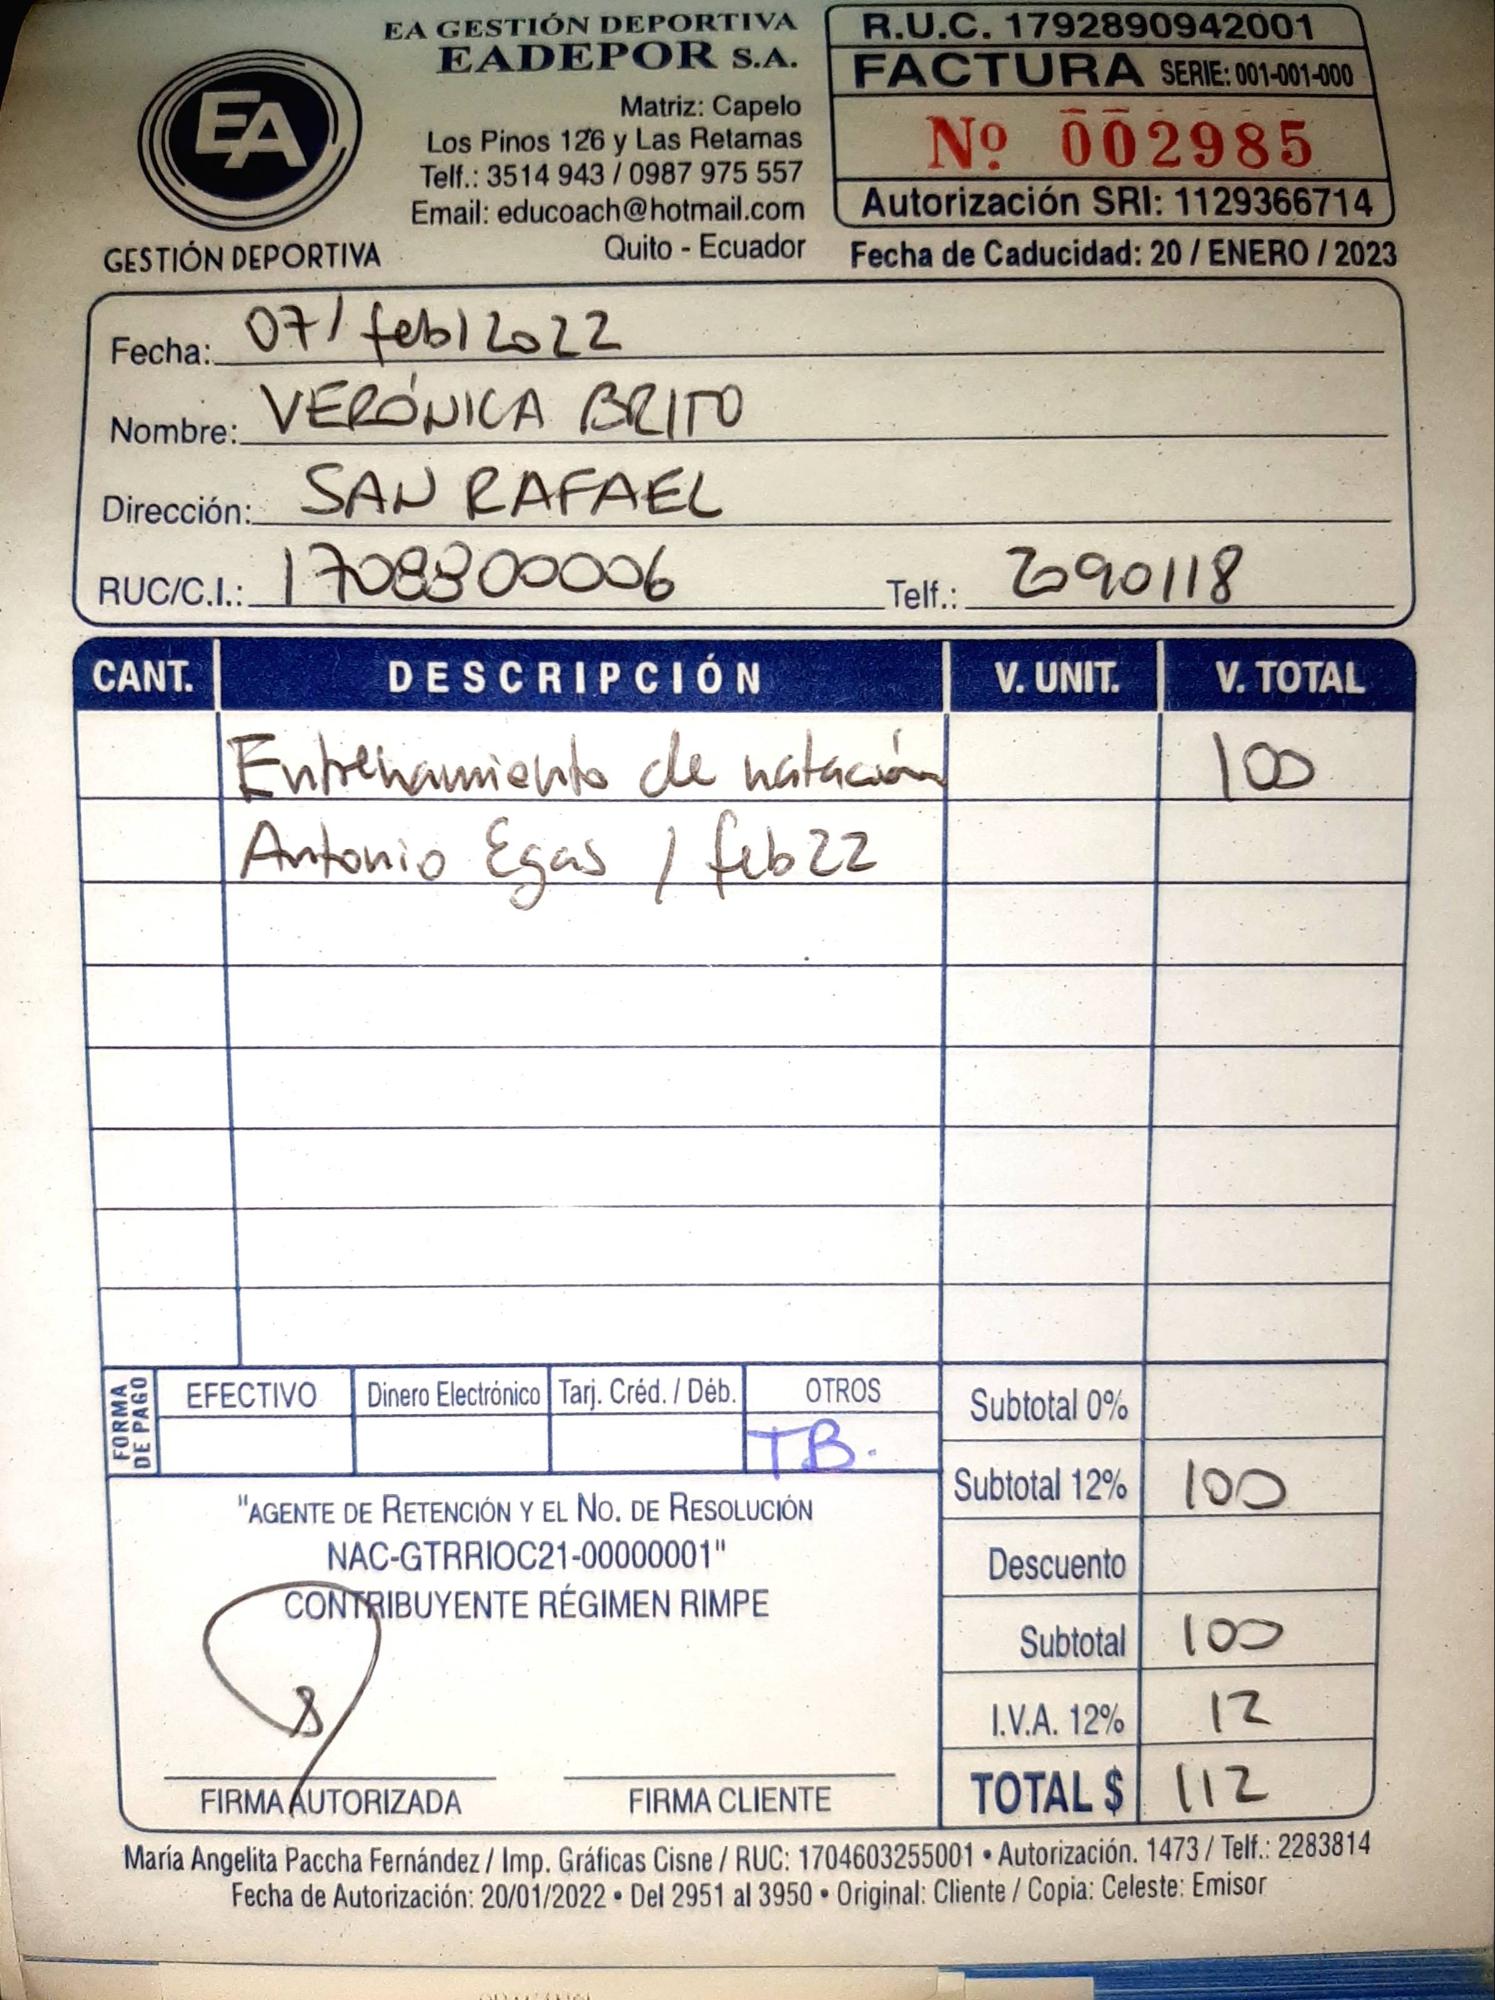 EA GESTIÓN DEPORTIVA
EADEPOR S.A.
Matriz: Capelo
Los Pinos 126 y Las Retamas
Telf.: 3514 943 / 0987 975 557
Email: educoach@hotmail.com
Quito - Ecuador
EA
GESTIÓN DEPORTIVA
R.U.C. 1792890942001
FACTURA SERIE: 001-001-000
Nº 002985
Autorización SRI: 1129366714
Fecha de Caducidad: 20 / ENERO / 2023
Fecha: 07/feb/2022
Nombre: VERÓNICA BRITO
Dirección: SAN RAFAEL
RUC/C.I.: 1708800006 Telf.: 2090118
CANT. DESCRIPCIÓN V. UNIT. V. TOTAL
Entrenamiento de natación 100
Antonio Egas / feb 22
FORMA DE PAGO
EFECTIVO Dinero Electrónico Tarj. Créd. / Déb. OTROS
TB.
Subtotal 0%
Subtotal 12% 100
Descuento
Subtotal 100
I.V.A. 12% 12
TOTAL $ 112
"AGENTE DE RETENCIÓN Y EL NO. DE RESOLUCIÓN
NAC-GTRRIOC21-00000001"
CONTRIBUYENTE RÉGIMEN RIMPE
FIRMA AUTORIZADA FIRMA CLIENTE
María Angelita Paccha Fernández / Imp. Gráficas Cisne / RUC: 1704603255001 • Autorización. 1473 / Telf.: 2283814
Fecha de Autorización: 20/01/2022 • Del 2951 al 3950 • Original: Cliente / Copia: Celeste: Emisor